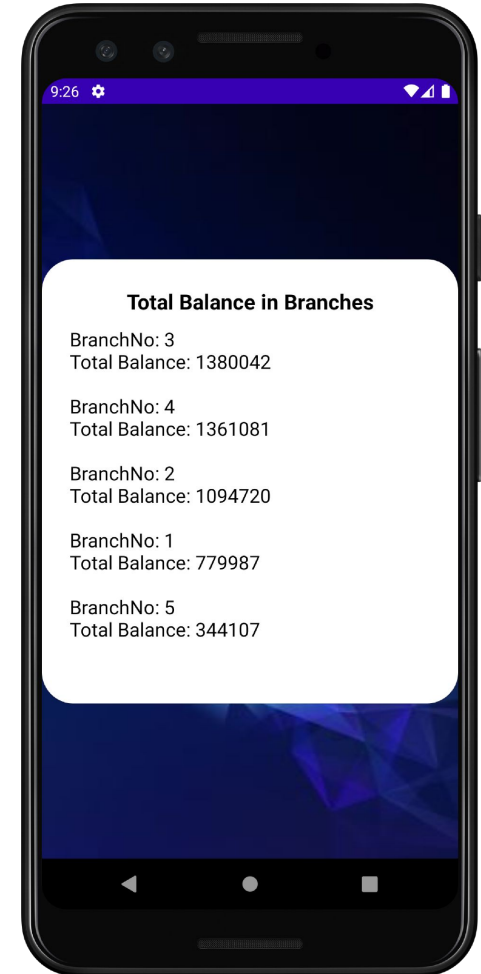 9:26
Total Balance in Branches
BranchNo: 3
Total Balance: 1380042
BranchNo: 4
Total Balance: 1361081
BranchNo: 2
Total Balance: 1094720
BranchNo: 1
Total Balance: 779987
BranchNo: 5
Total Balance: 344107